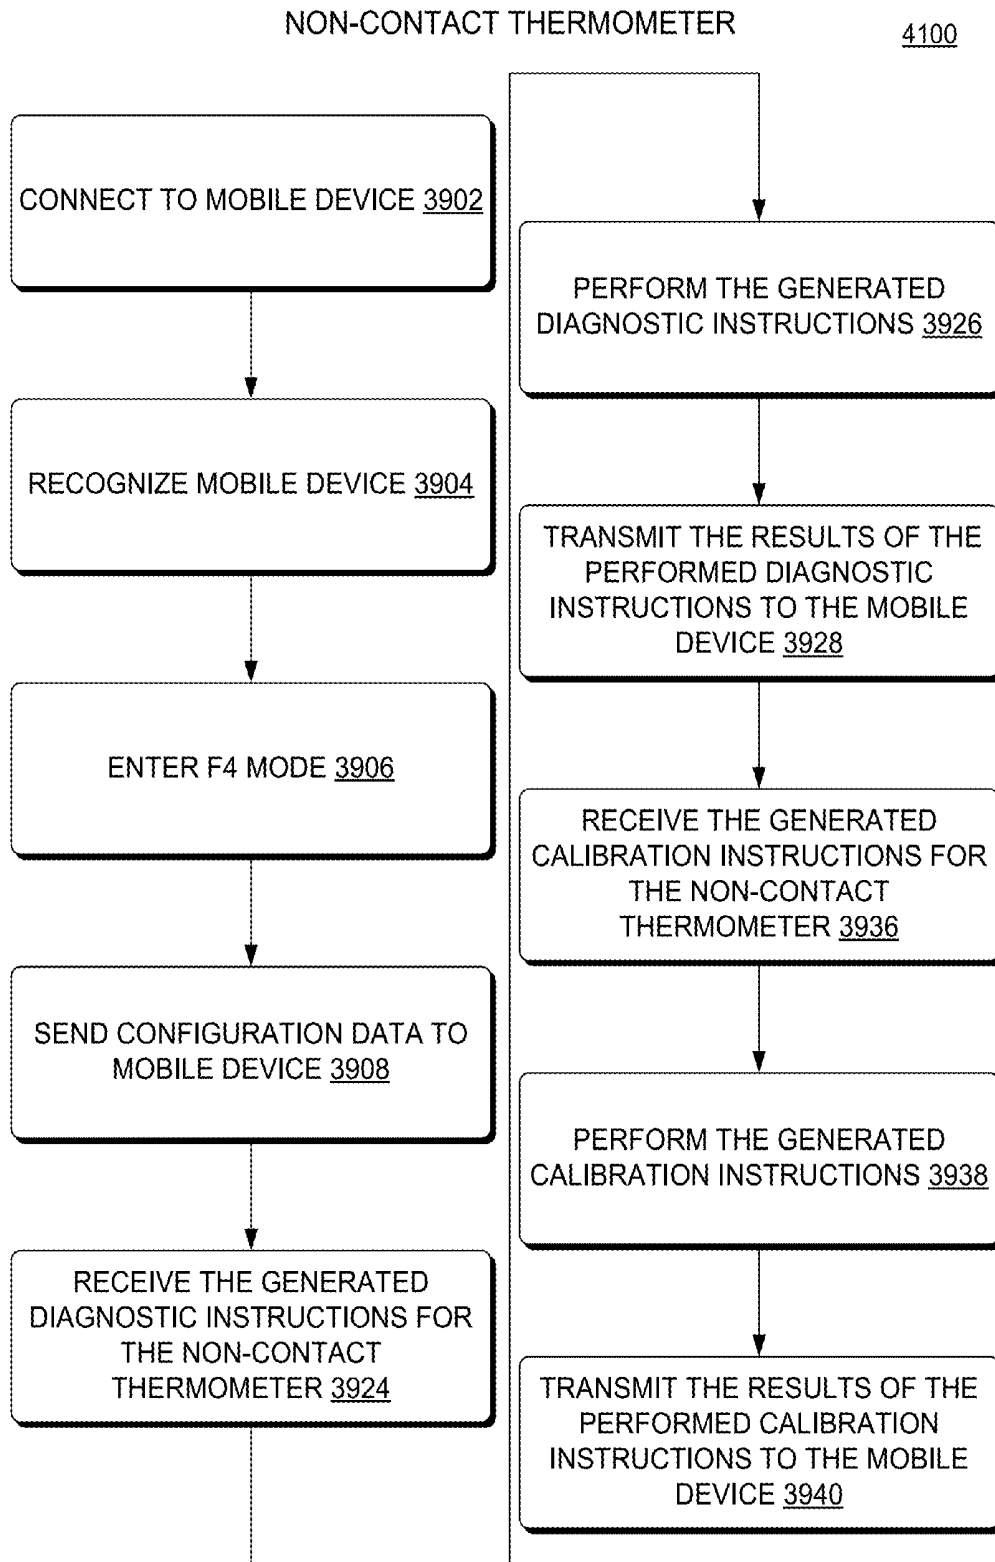 NON-CONTACT THERMOMETER
4100
CONNECT TO MOBILE DEVICE 3902
RECOGNIZE MOBILE DEVICE 3904
ENTER F4 MODE 3906
SEND CONFIGURATION DATA TO
MOBILE DEVICE 3908
RECEIVE THE GENERATED
DIAGNOSTIC INSTRUCTIONS FOR
THE NON-CONTACT
THERMOMETER 3924
PERFORM THE GENERATED
DIAGNOSTIC INSTRUCTIONS 3926
TRANSMIT THE RESULTS OF THE
PERFORMED DIAGNOSTIC
INSTRUCTIONS TO THE MOBILE
DEVICE 3928
RECEIVE THE GENERATED
CALIBRATION INSTRUCTIONS FOR
THE NON-CONTACT
THERMOMETER 3936
PERFORM THE GENERATED
CALIBRATION INSTRUCTIONS 3938
TRANSMIT THE RESULTS OF THE
PERFORMED CALIBRATION
INSTRUCTIONS TO THE MOBILE
DEVICE 3940